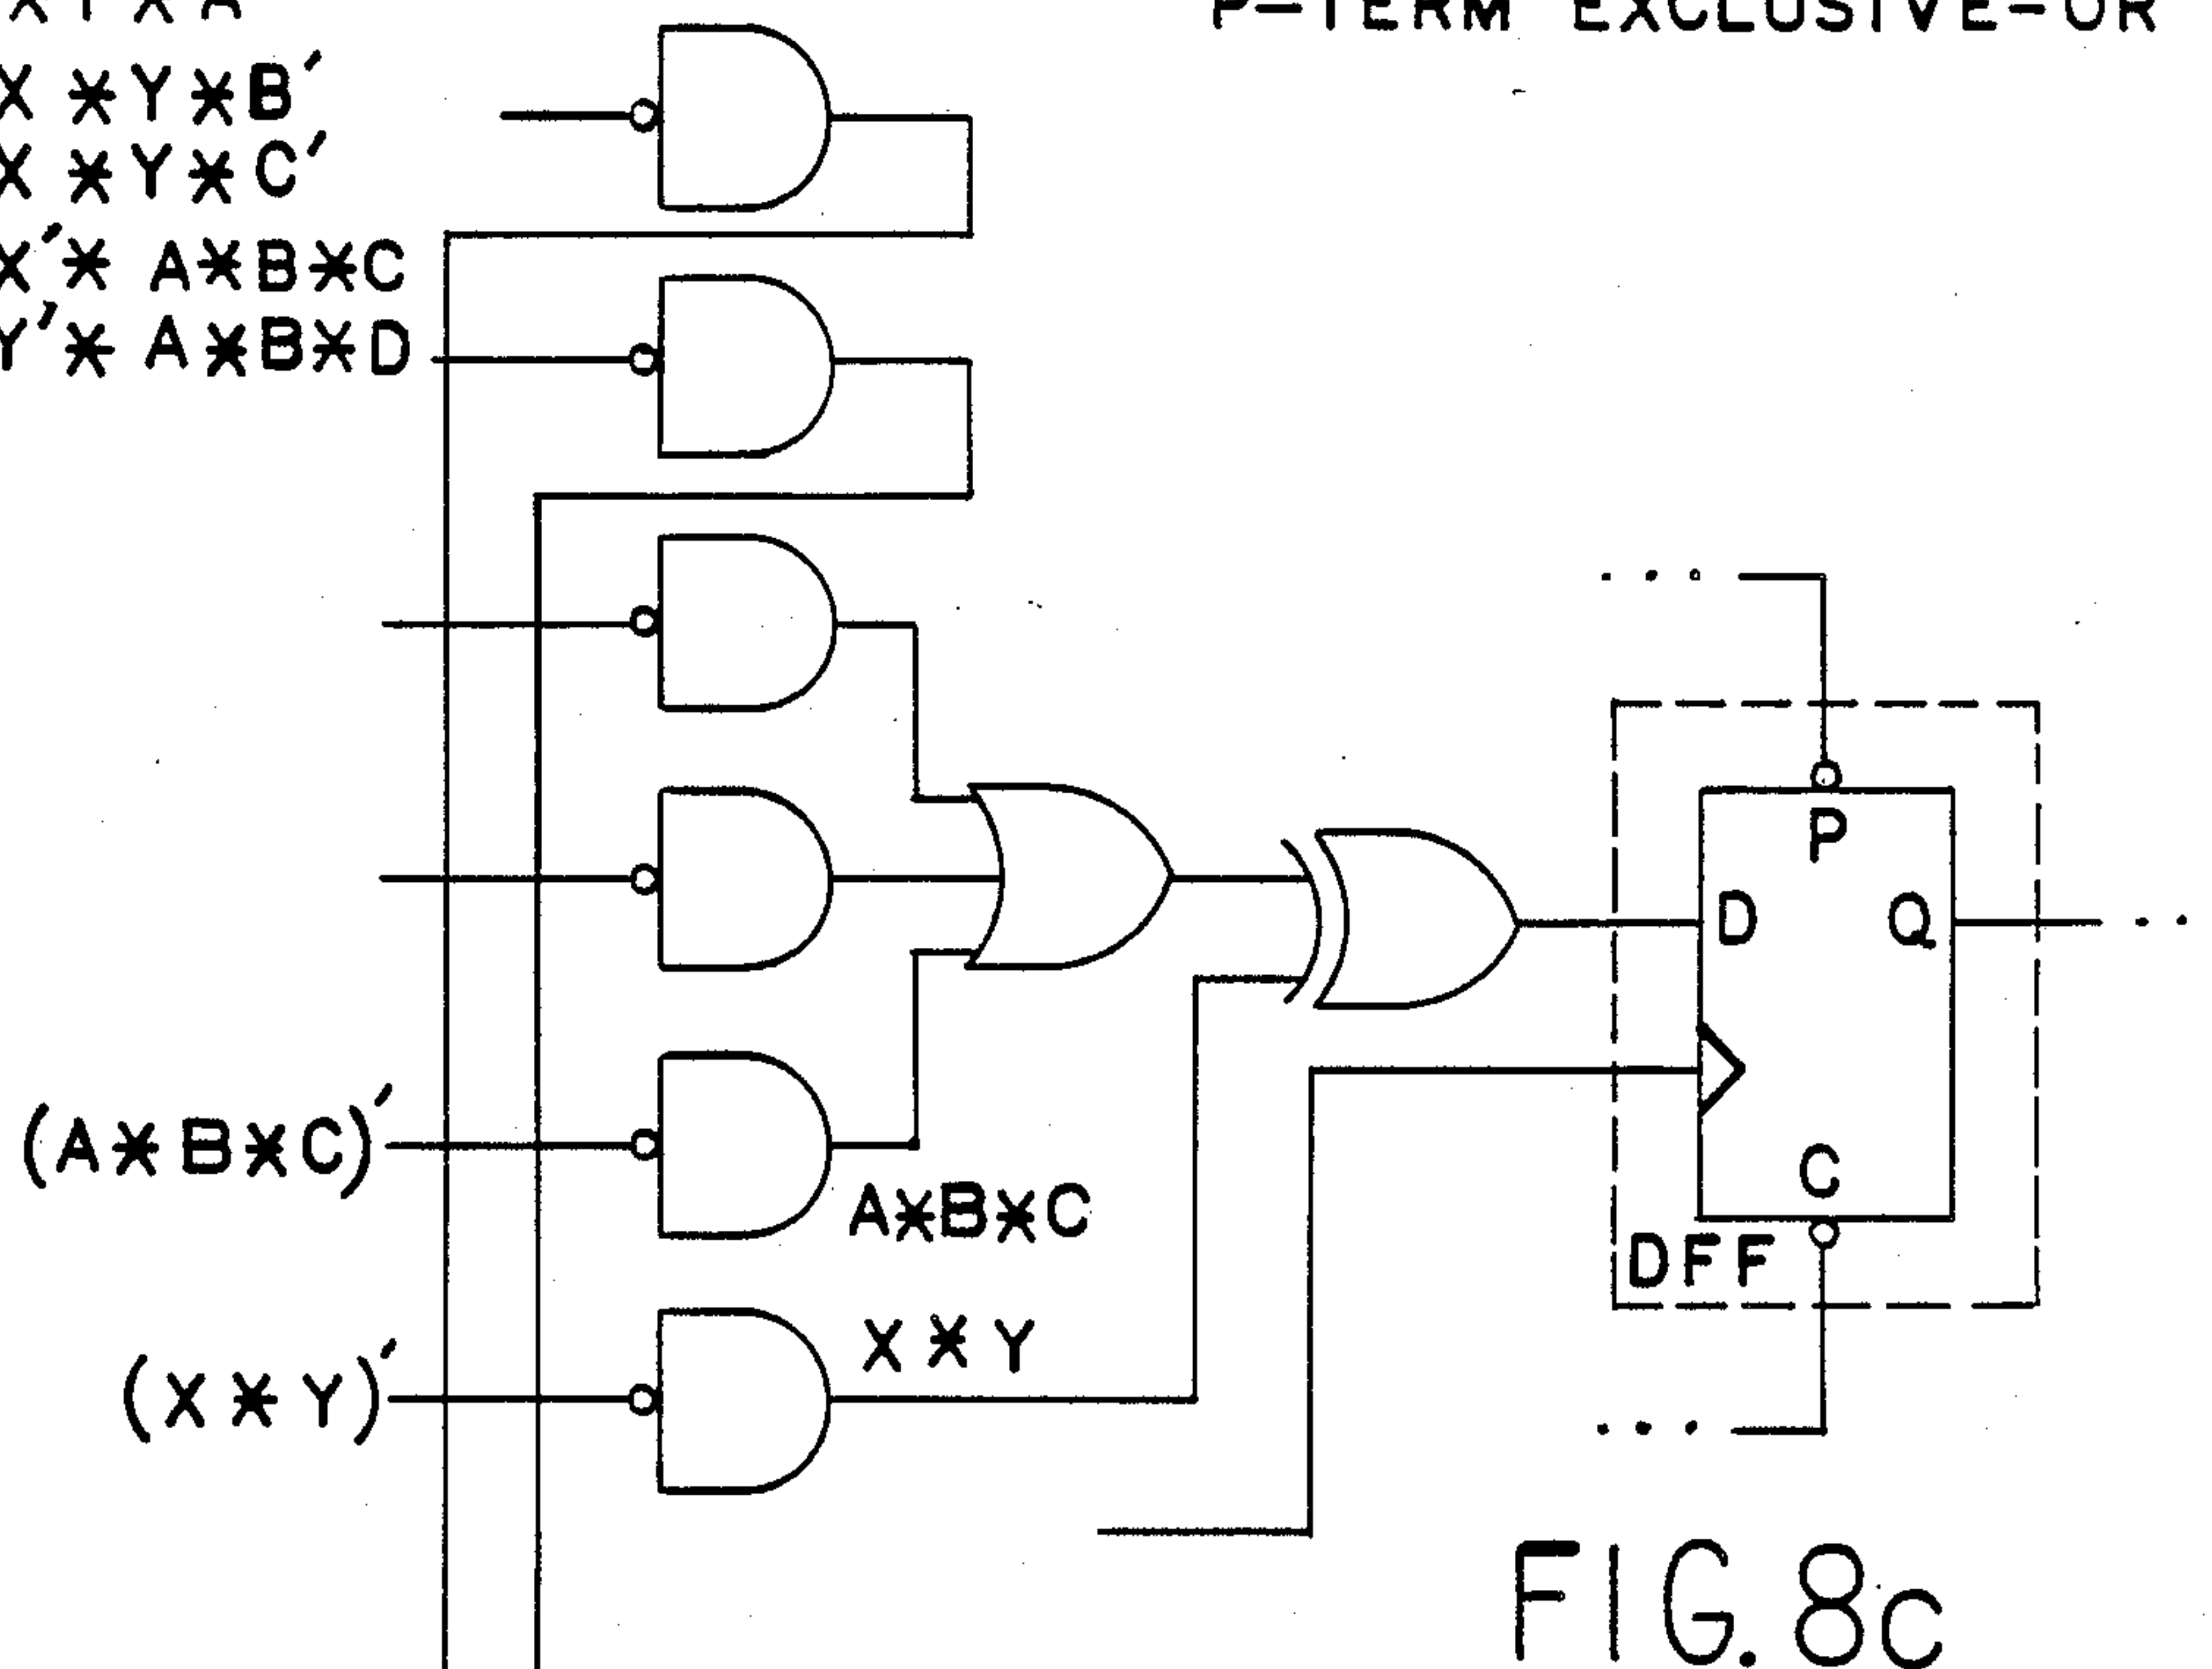 P-TERM EXCLUSIVE-OR
X*Y*B'
X*Y*C'
X'* A*B*C
Y'* A*B*D
P
D
Q
C
DFF
(A*B*C)'
A*B*C
X*Y
(X*Y)'
FIG. 8C